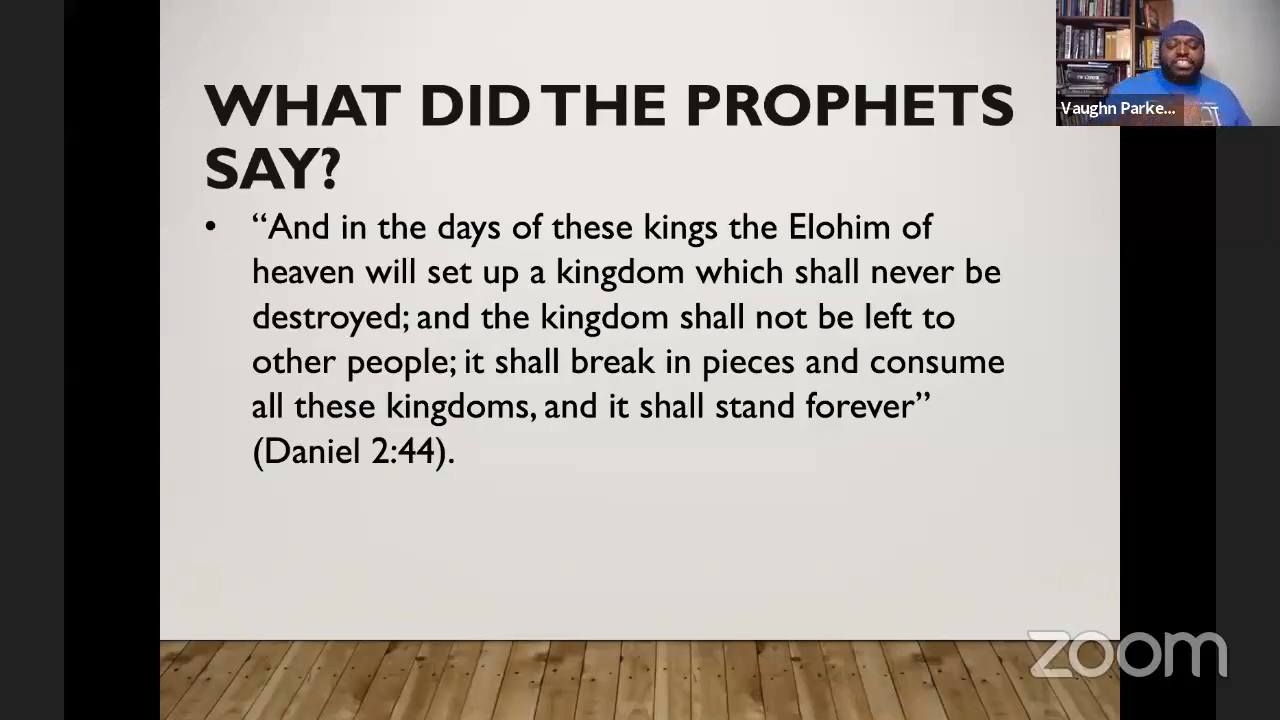 WHAT DID THE PROPHETS
SAY?
• “And in the days of these kings the Elohim of
heaven will set up a kingdom which shall never be
destroyed; and the kingdom shall not be left to
other people; it shall break in pieces and consume
all these kingdoms, and it shall stand forever”
(Daniel 2:44).
Vaughn Parke...
zoom